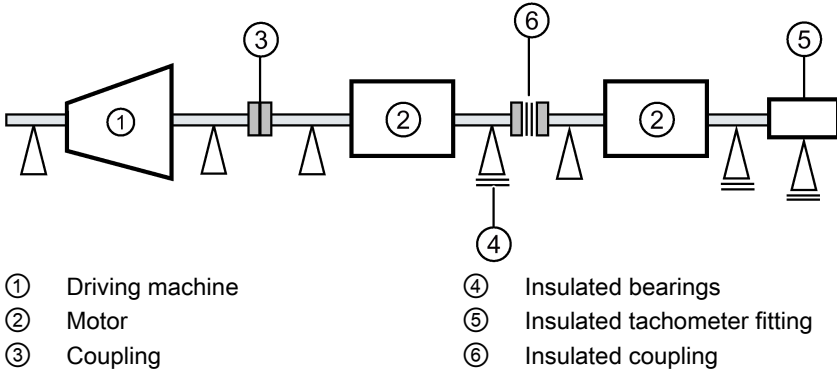 ③
⑥
⑤
①
②
②
④
① Driving machine
② Motor
③ Coupling
④ Insulated bearings
⑤ Insulated tachometer fitting
⑥ Insulated coupling